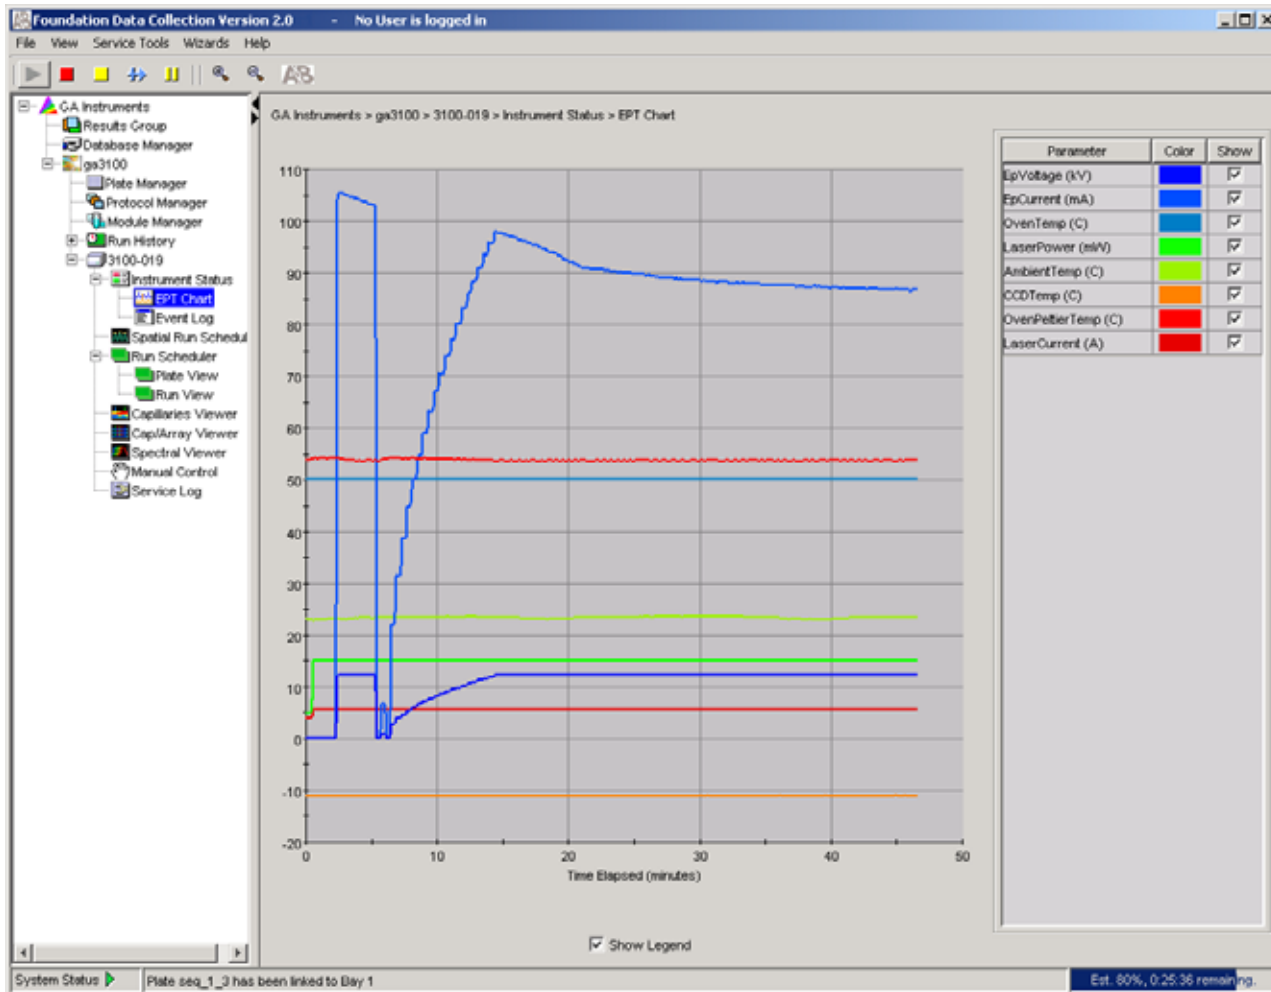 Foundation Data Collection Version 2.0 - No User is logged in
File View Service Tools Wizards Help
AB
GA Instruments
Results Group
Database Manager
ga3100
Plate Manager
Protocol Manager
Module Manager
Run History
3100-019
Instrument Status
EPT Chart
Event Log
Spatial Run Schedul
Run Scheduler
Plate View
Run View
Capillaries Viewer
Cap/Array Viewer
Spectral Viewer
Manual Control
Service Log
GA Instruments > ga3100 > 3100-019 > Instrument Status > EPT Chart
110
100
90
80
70
60
50
40
30
20
10
0
-10
-20
0 10 20 30 40 50
Time Elapsed (minutes)
Show Legend
Parameter Color Show
EpVoltage (kV)
EpCurrent (mA)
OvenTemp (C)
LaserPower (mW)
AmbientTemp (C)
CCDTemp (C)
OvenPeltierTemp (C)
LaserCurrent (A)
System Status Plate seq_1_3 has been linked to Bay 1 Est. 80%, 0:25:36 remaining.